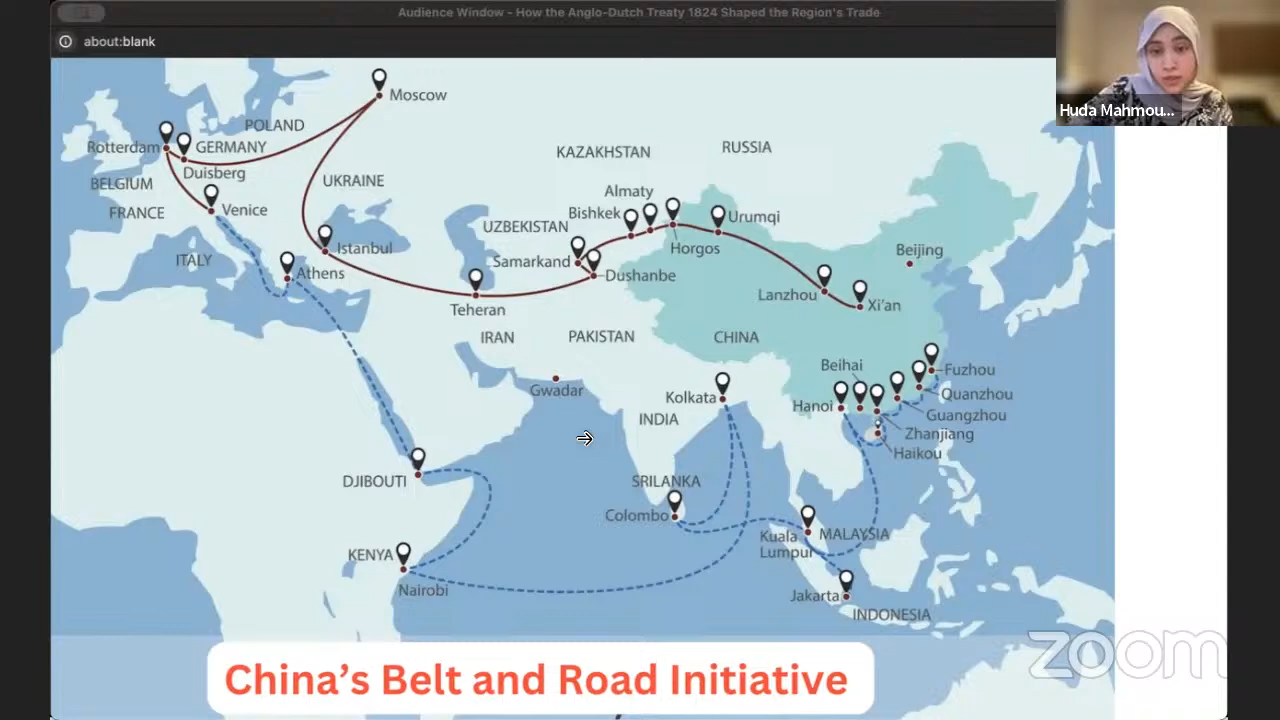 Audience Window - How the Anglo-Dutch Treaty 1824 Shaped the Region's Trade
about:blank
Huda Mahmou...
Moscow
POLAND
Rotterdam
GERMANY
Duisberg
BELGIUM
FRANCE
Venice
UKRAINE
ITALY
Istanbul
Athens
KAZAKHSTAN
RUSSIA
Almaty
Bishkek
UZBEKISTAN
Urumqi
Horgos
Samarkand
Dushanbe
Beijing
Teheran
Lanzhou
Xi'an
IRAN
PAKISTAN
CHINA
Gwadar
Kolkata
INDIA
Beihai
Hanoi
Fuzhou
Quanzhou
Guangzhou
Zhanjiang
Haikou
DJIBOUTI
SRILANKA
Colombo
KENYA
Nairobi
Kuala
Lumpur
MALAYSIA
Jakarta
INDONESIA
zoom
China's Belt and Road Initiative